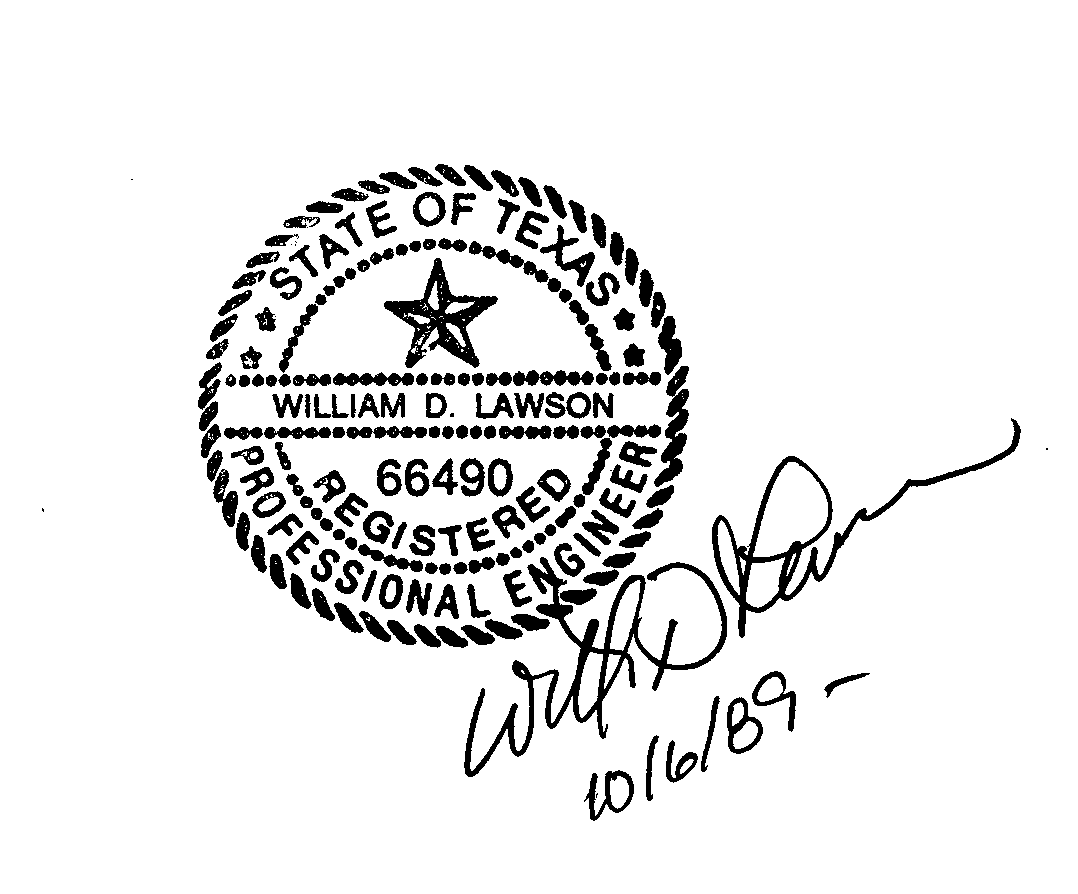 STATE OF TEXAS
WILLIAM D. LAWSON
66490
REGISTERED
PROFESSIONAL ENGINEER
10/6/89